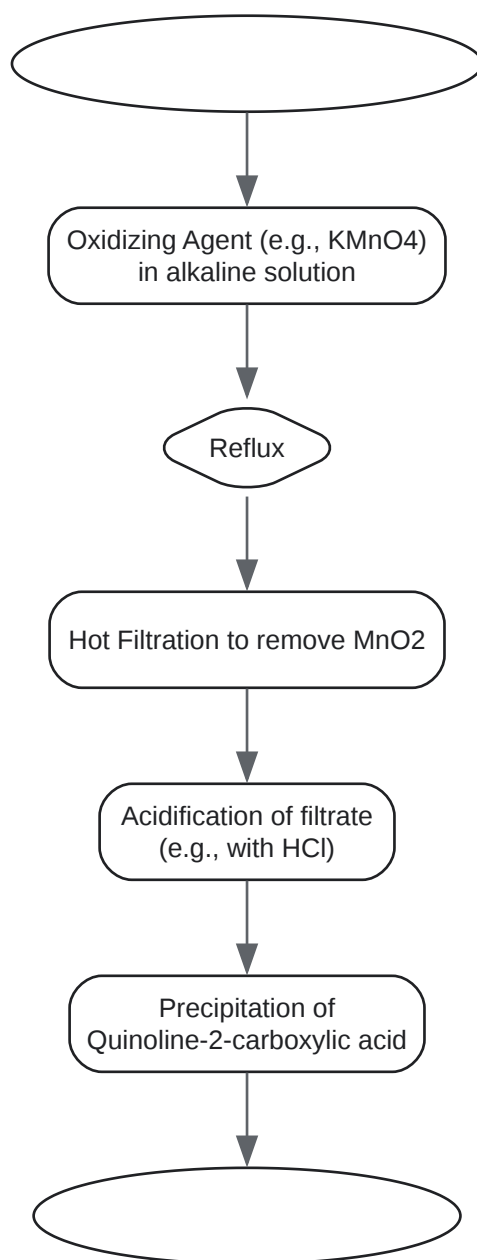 Oxidizing Agent (e.g., KMnO4)
in alkaline solution
Reflux
Hot Filtration to remove MnO2
Acidification of filtrate
(e.g., with HCl)
Precipitation of
Quinoline-2-carboxylic acid